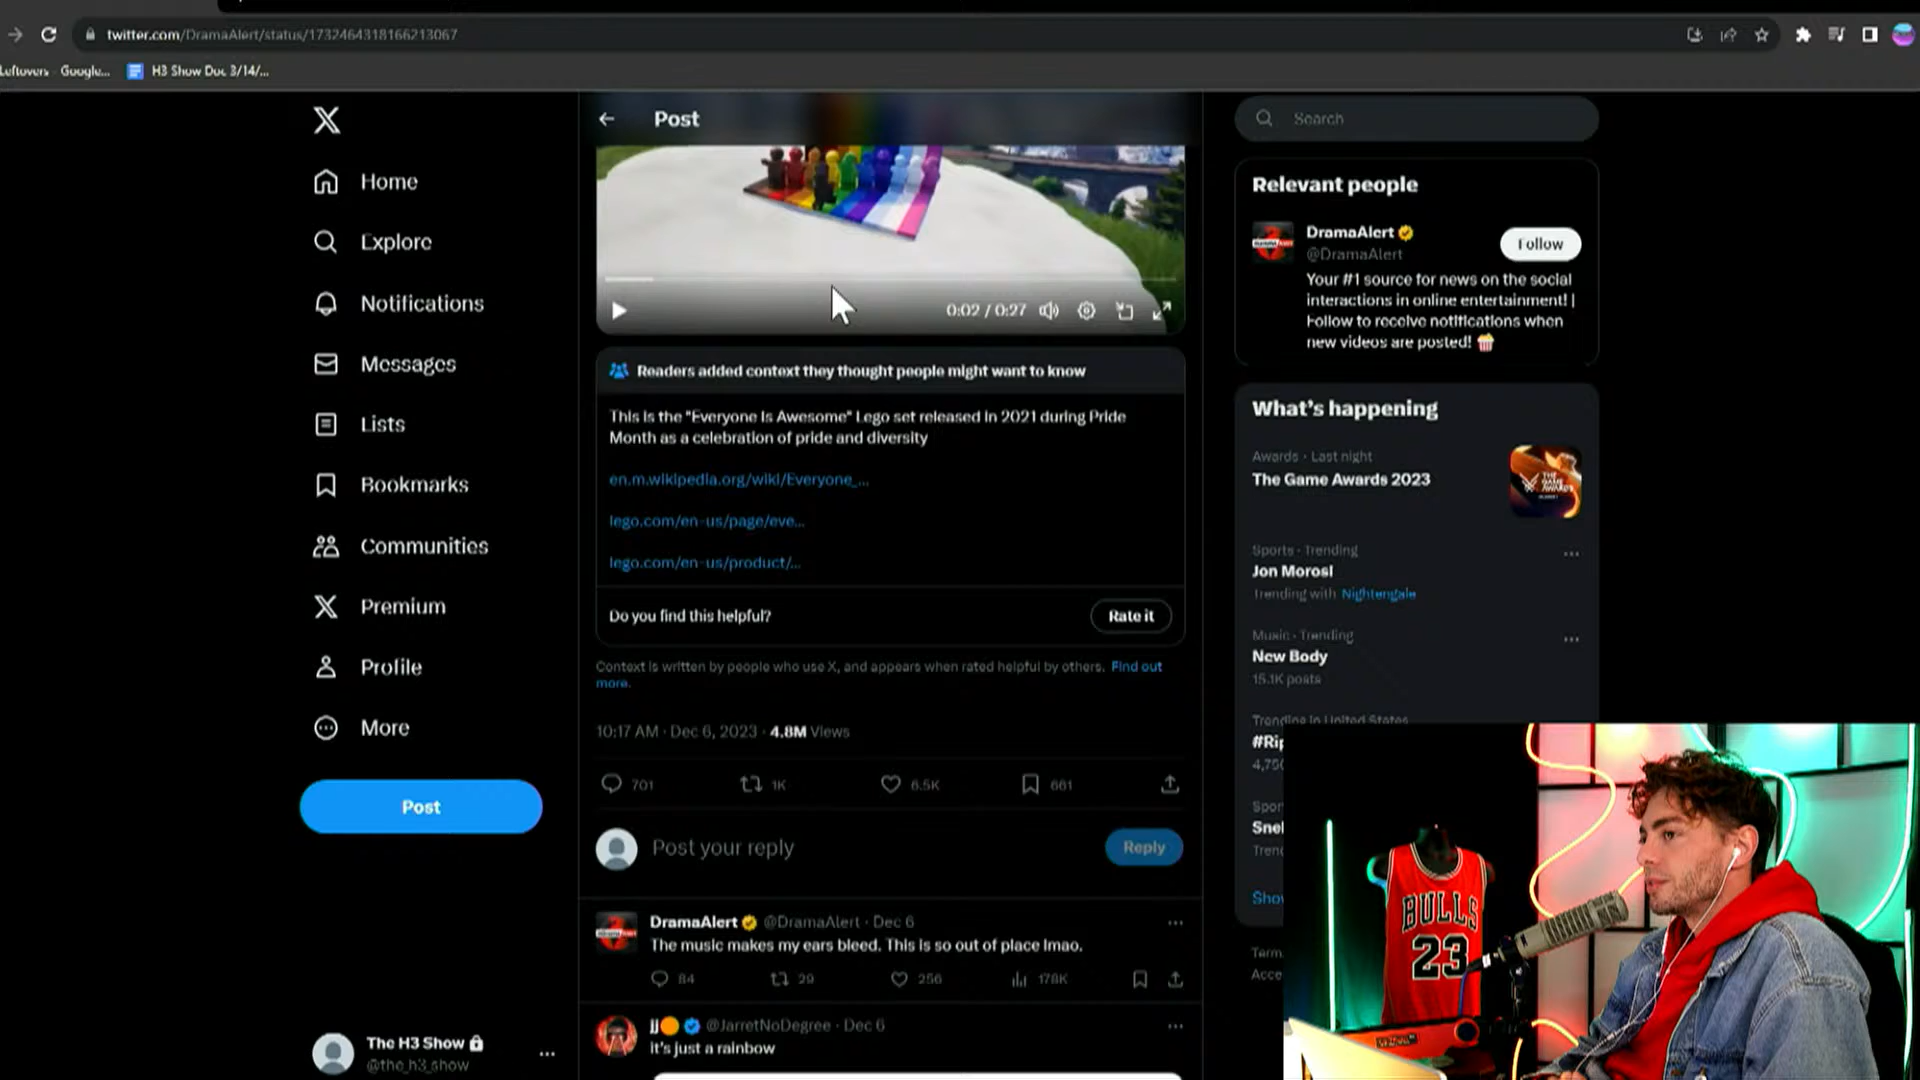 twitter.com/DramaAlert/status/1732464318166213067
Leftovers - Google...
H3 Show Doc 3/14/...
Home
Explore
Notifications
Messages
Lists
Bookmarks
Communities
Premium
Profile
More
Post
The H3 Show
@the_h3_show
Post
0:02 / 0:27
Readers added context they thought people might want to know
This is the "Everyone Is Awesome" Lego set released in 2021 during Pride
Month as a celebration of pride and diversity
en.m.wikipedia.org/wiki/Everyone_...
lego.com/en-us/page/eve...
lego.com/en-us/product/...
Do you find this helpful?
Rate it
Context is written by people who use X, and appears when rated helpful by others. Find out
more.
10:17 AM · Dec 6, 2023 · 4.8M Views
701
1K
6.5K
661
Post your reply
Reply
DramaAlert @DramaAlert · Dec 6
The music makes my ears bleed. This is so out of place lmao.
84
29
256
178K
jj @JarretNoDegree · Dec 6
it's just a rainbow
Search
Relevant people
DramaAlert
@DramaAlert
Follow
Your #1 source for news on the social
interactions in online entertainment! |
Follow to receive notifications when
new videos are posted!
What's happening
Awards · Last night
The Game Awards 2023
Sports · Trending
Jon Morosi
Trending with Nightengale
Music · Trending
New Body
15.1K posts
Trending in United States
#Rip
Spor
Trend
Show
Term
Acce
BULLS
23